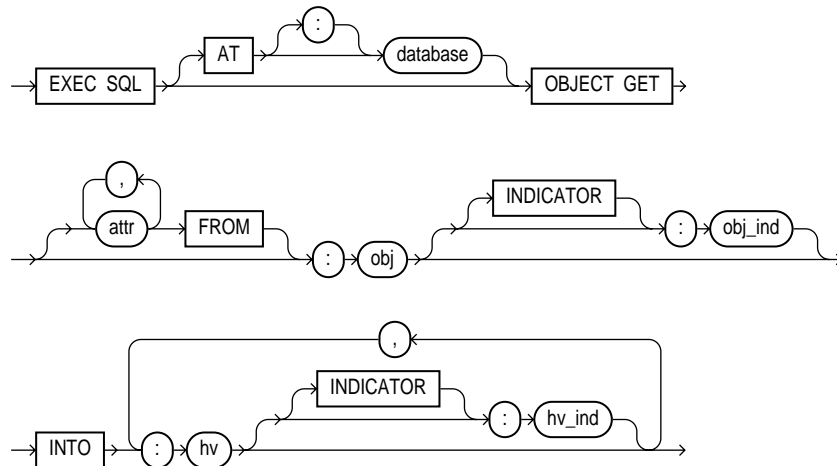 :
AT database
EXEC SQL OBJECT GET
, INDICATOR
attr FROM : obj_ind
: obj
,
INDICATOR
: hv_ind
INTO : hv